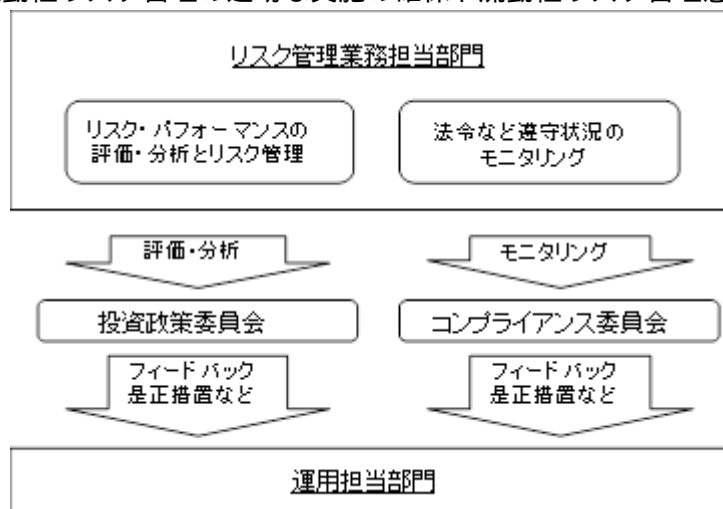 リスク管理業務担当部門
リスク・パフォーマンスの
評価・分析とリスク管理
法令など遵守状況の
モニタリング
評価・分析
モニタリング
投資政策委員会
コンプライアンス委員会
フィードバック
是正措置など
フィードバック
是正措置など
運用担当部門